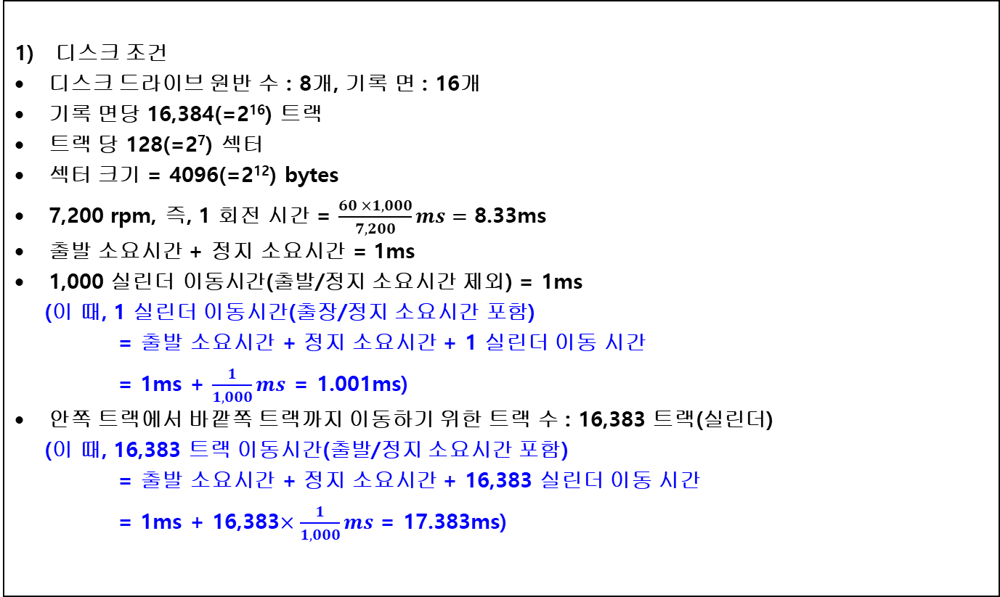 1) 디스크 조건
• 디스크 드라이브 원반 수 : 8개, 기록 면 : 16개
• 기록 면당 16,384(=2¹⁶) 트랙
• 트랙 당 128(=2⁷) 섹터
• 섹터 크기 = 4096(=2¹²) bytes
• 7,200 rpm, 즉, 1 회전 시간 = 60 ×1,000/7,200 ms = 8.33ms
• 출발 소요시간 + 정지 소요시간 = 1ms
• 1,000 실린더 이동시간(출발/정지 소요시간 제외) = 1ms
(이 때, 1 실린더 이동시간(출장/정지 소요시간 포함)
= 출발 소요시간 + 정지 소요시간 + 1 실린더 이동 시간
= 1ms + 1/1,000 ms = 1.001ms)
• 안쪽 트랙에서 바깥쪽 트랙까지 이동하기 위한 트랙 수 : 16,383 트랙(실린더)
(이 때, 16,383 트랙 이동시간(출발/정지 소요시간 포함)
= 출발 소요시간 + 정지 소요시간 + 16,383 실린더 이동 시간
= 1ms + 16,383× 1/1,000 ms = 17.383ms)